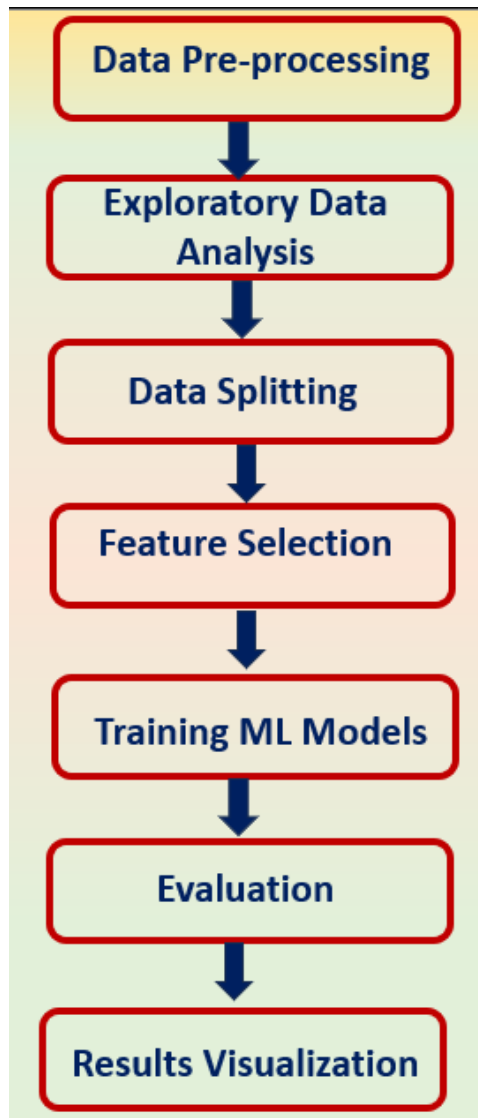 Data Pre-processing
Exploratory Data
Analysis
Data Splitting
Feature Selection
Training ML Models
Evaluation
Results Visualization